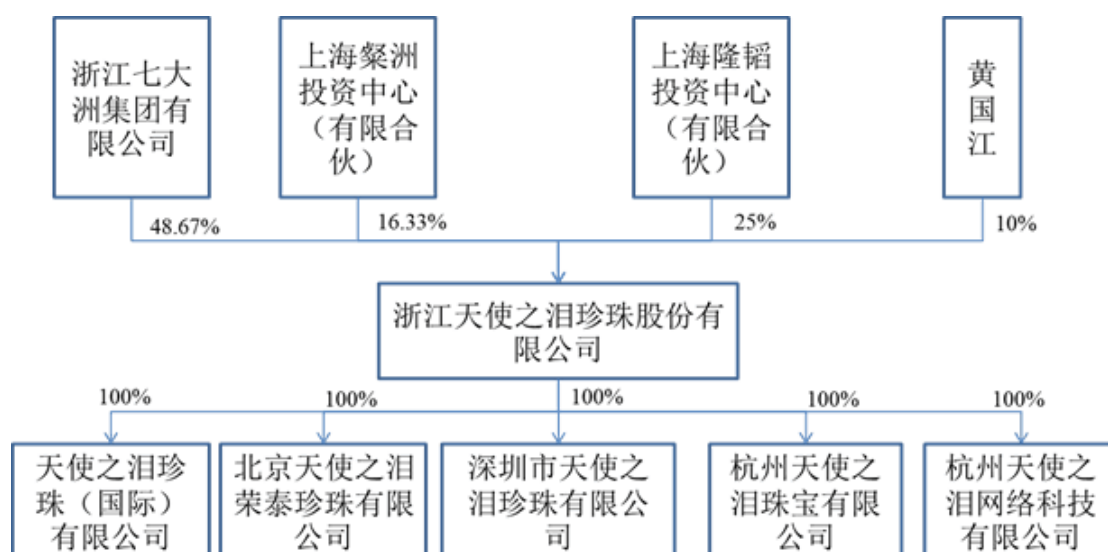 浙江七大
洲集团有
限公司
上海粲洲
投资中心
（有限合
伙）
上海隆韬
投资中心
（有限合
伙）
黄
国
江
48.67%
16.33%
25%
10%
浙江天使之泪珍珠股份有
限公司
100%
100%
100%
100%
100%
天使之泪珍
珠（国际）
有限公司
北京天使之泪
荣泰珍珠有限
公司
深圳市天使之
泪珍珠有限公
司
杭州天使之
泪珠宝有限
公司
杭州天使之
泪网络科技
有限公司